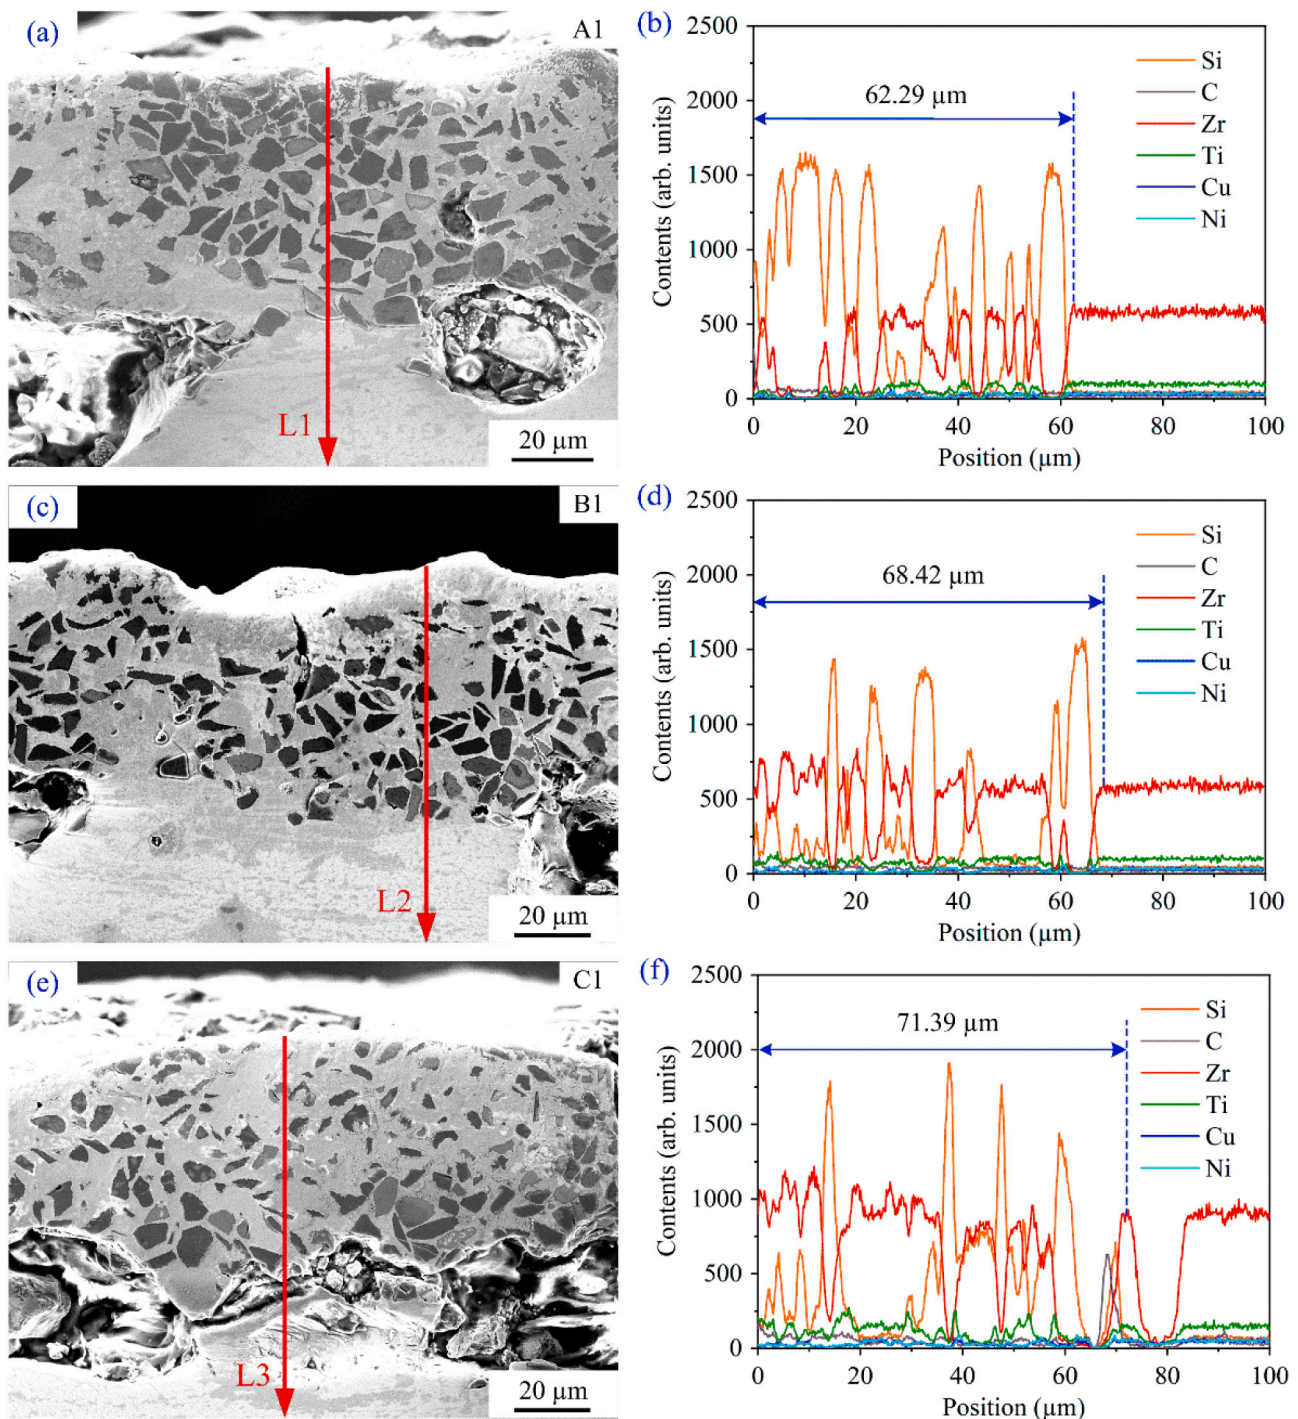 (a)
A1
L1
20 µm
(b)
2500
2000
1500
1000
500
0
Contents (arb. units)
62.29 µm
Si
C
Zr
Ti
Cu
Ni
0 20 40 60 80 100
Position (µm)
(c)
B1
L2
20 µm
(d)
2500
2000
1500
1000
500
0
Contents (arb. units)
68.42 µm
Si
C
Zr
Ti
Cu
Ni
0 20 40 60 80 100
Position (µm)
(e)
C1
L3
20 µm
(f)
2500
2000
1500
1000
500
0
Contents (arb. units)
71.39 µm
Si
C
Zr
Ti
Cu
Ni
0 20 40 60 80 100
Position (µm)